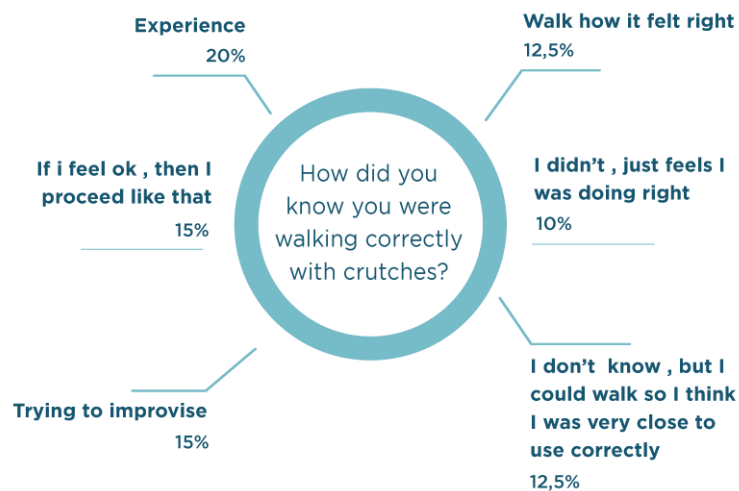 Experience
20%
If i feel ok , then I
proceed like that
15%
Trying to improvise
15%
How did you
know you were
walking correctly
with crutches?
Walk how it felt right
12,5%
I didn't , just feels I
was doing right
10%
I don't  know , but I
could walk so I think
I was very close to
use correctly
12,5%